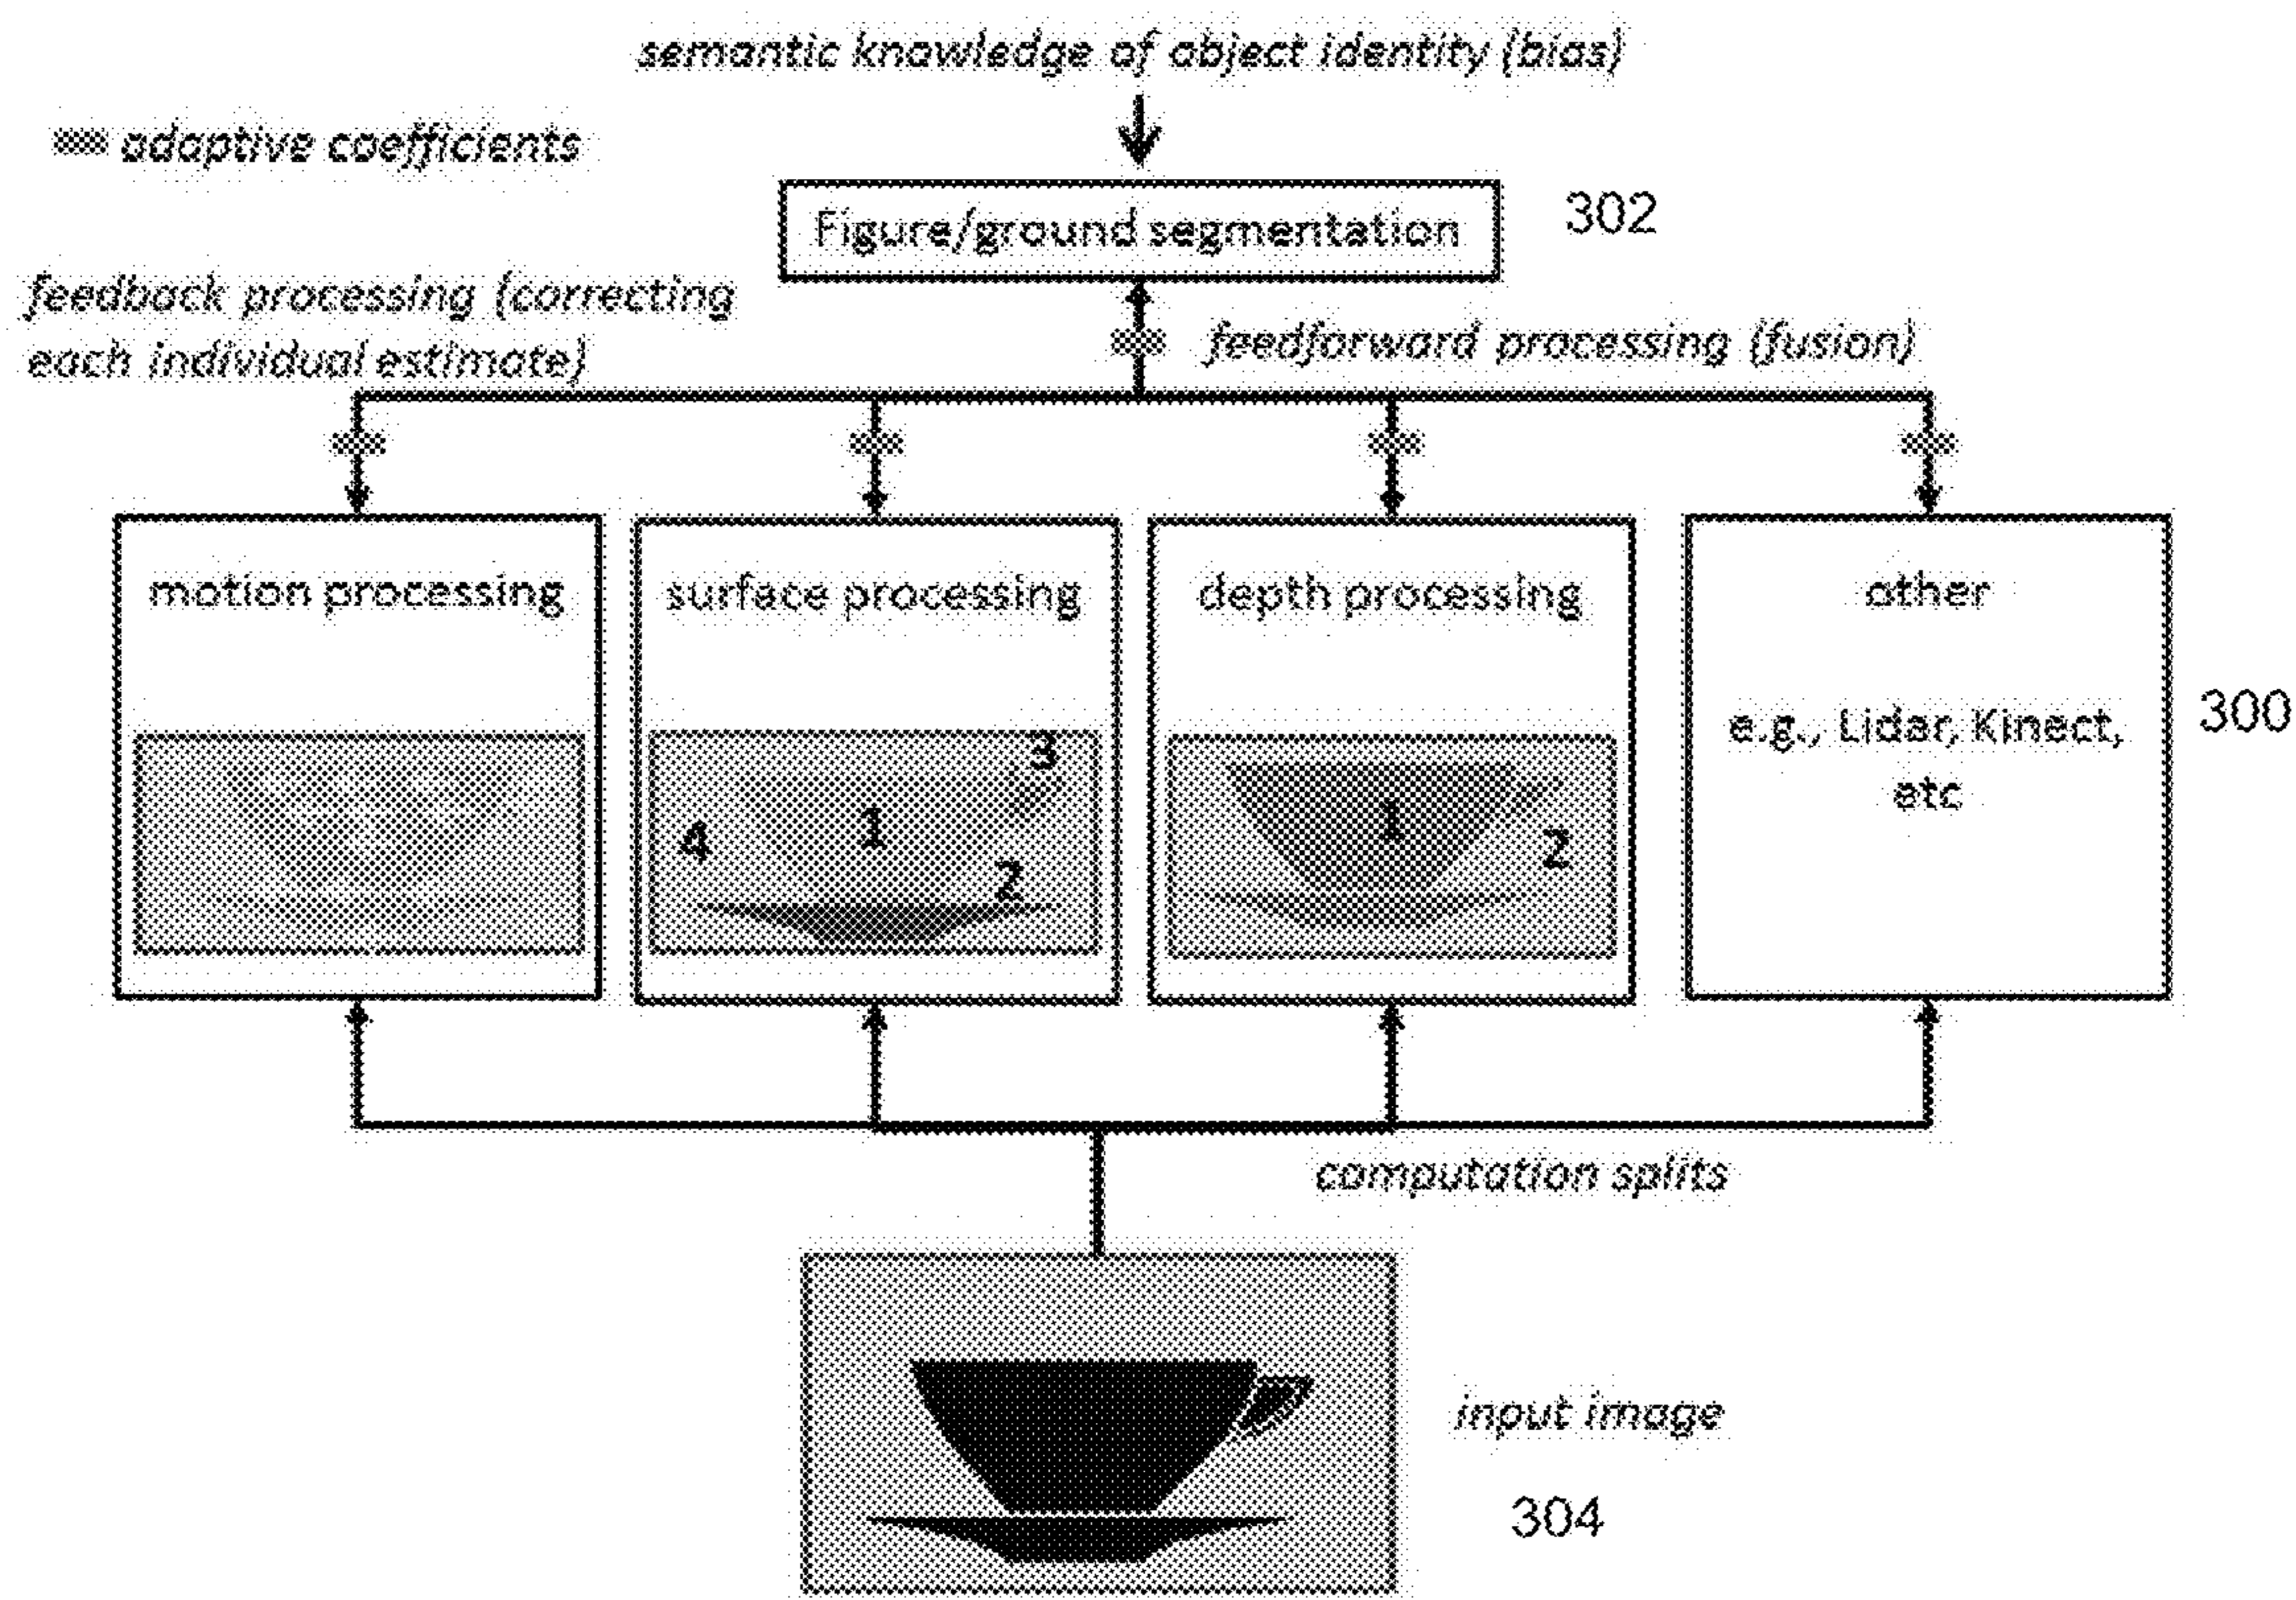 semantic knowledge of object identity (bias)
adaptive coefficients
Figure/ground segmentation
302
feedback processing (correcting
each individual estimate)
feedforward processing (fusion)
motion processing
surface processing
depth processing
other
e.g., Lidar, Kinect,
etc
300
3
4
1
2
1
2
computation splits
input image
304